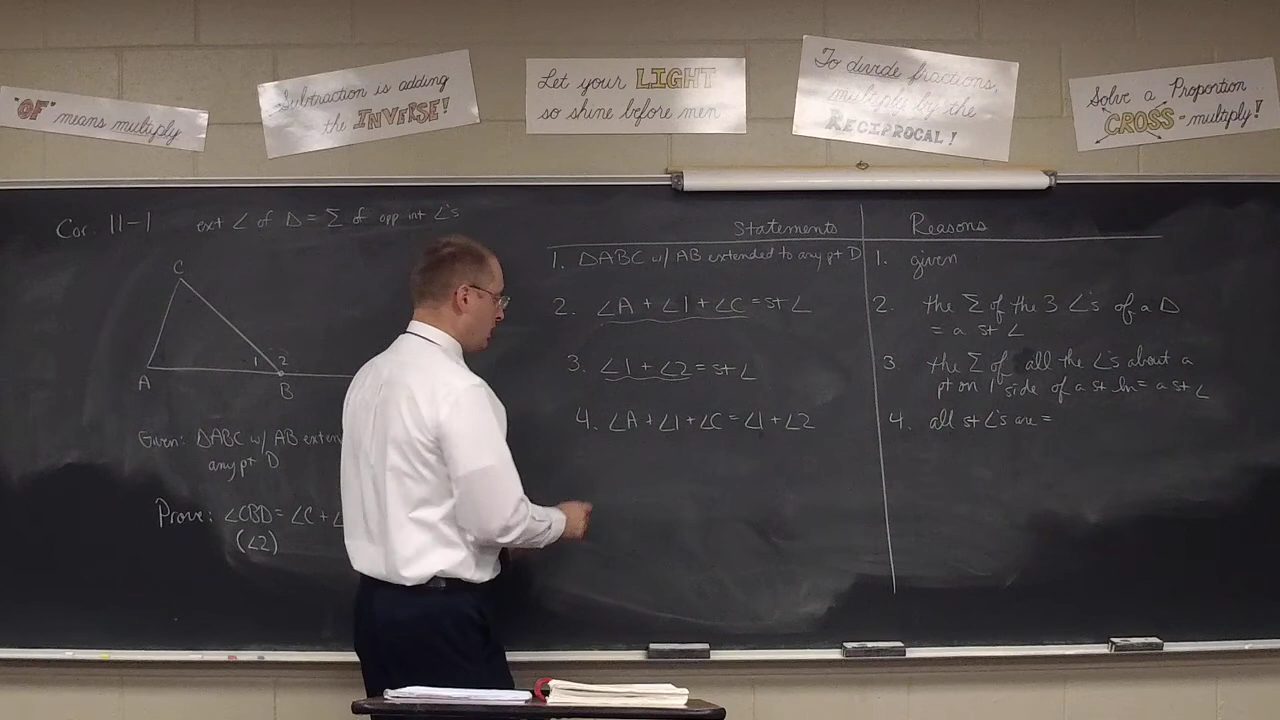 "OF" means multiply
Subtraction is adding
the INVERSE!
Let your LIGHT
so shine before men
To divide fractions,
multiply by the
RECIPROCAL!
Solve a Proportion..
CROSS-multiply!
Cor. 11-1
ext ∠ of Δ = Σ of opp int ∠'s
C
A
1
2
B
Given: ΔABC w/ AB exten
any pt D
Prove: ∠CBD = ∠C + ∠
(∠2)
Statements
Reasons
1. ΔABC w/ AB extended to any pt D
1. given
2. ∠A + ∠1 + ∠C = st ∠
2. the Σ of the 3 ∠'s of a Δ
= a st ∠
3. ∠1 + ∠2 = st ∠
3. the Σ of all the ∠'s about a
pt on 1 side of a st ln = a st ∠
4. ∠A + ∠1 + ∠C = ∠1 + ∠2
4. all st ∠'s are =